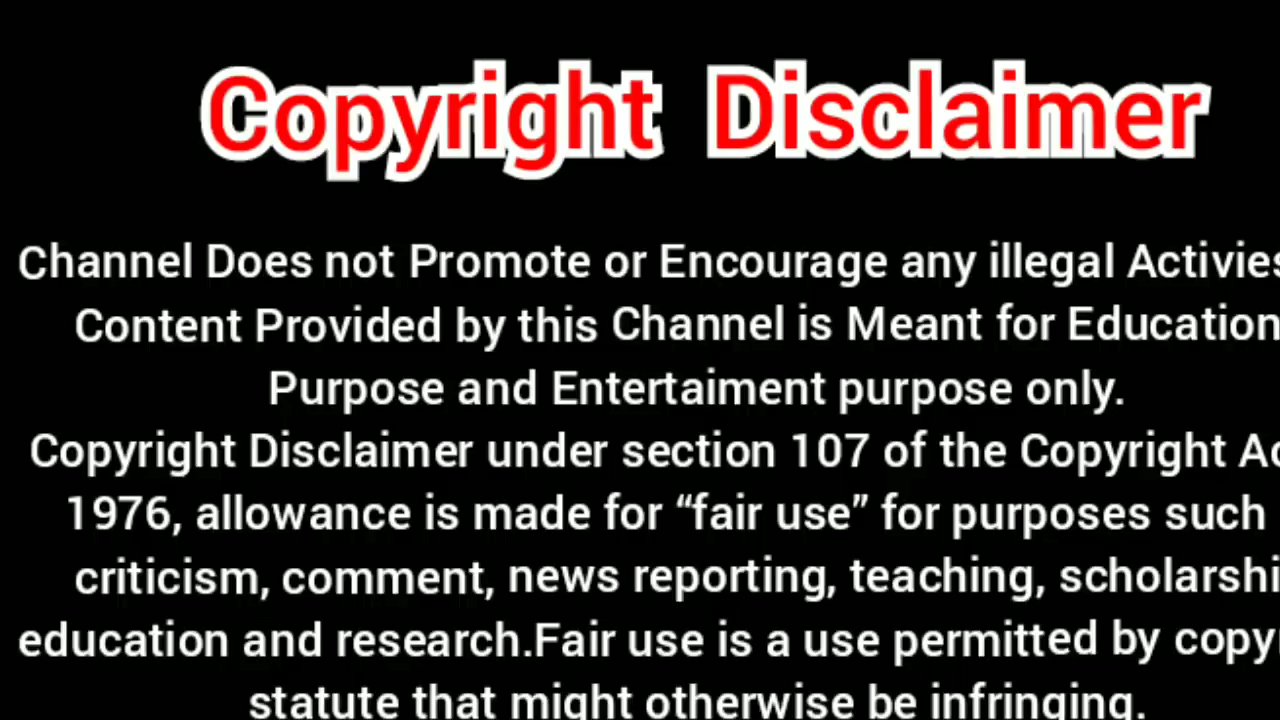 Copyright Disclaimer
Channel Does not Promote or Encourage any illegal Activies
Content Provided by this Channel is Meant for Education
Purpose and Entertaiment purpose only.
Copyright Disclaimer under section 107 of the Copyright
1976, allowance is made for “fair use” for purposes such
criticism, comment, news reporting, teaching,
education and research.Fair use is a use permitted by
statute that might otherwise be infringing.